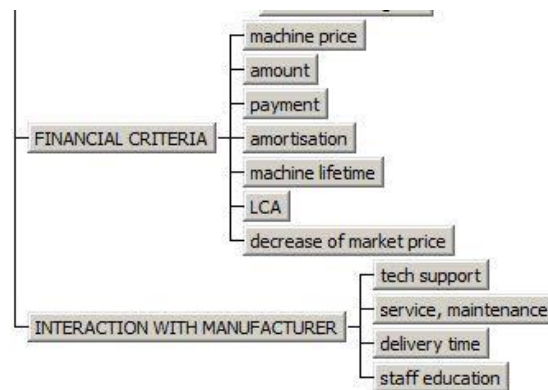 machine price
amount
payment
FINANCIAL CRITERIA
amortisation
machine lifetime
LCA
decrease of market price
tech support
service, maintenance
INTERACTION WITH MANUFACTURER
delivery time
staff education